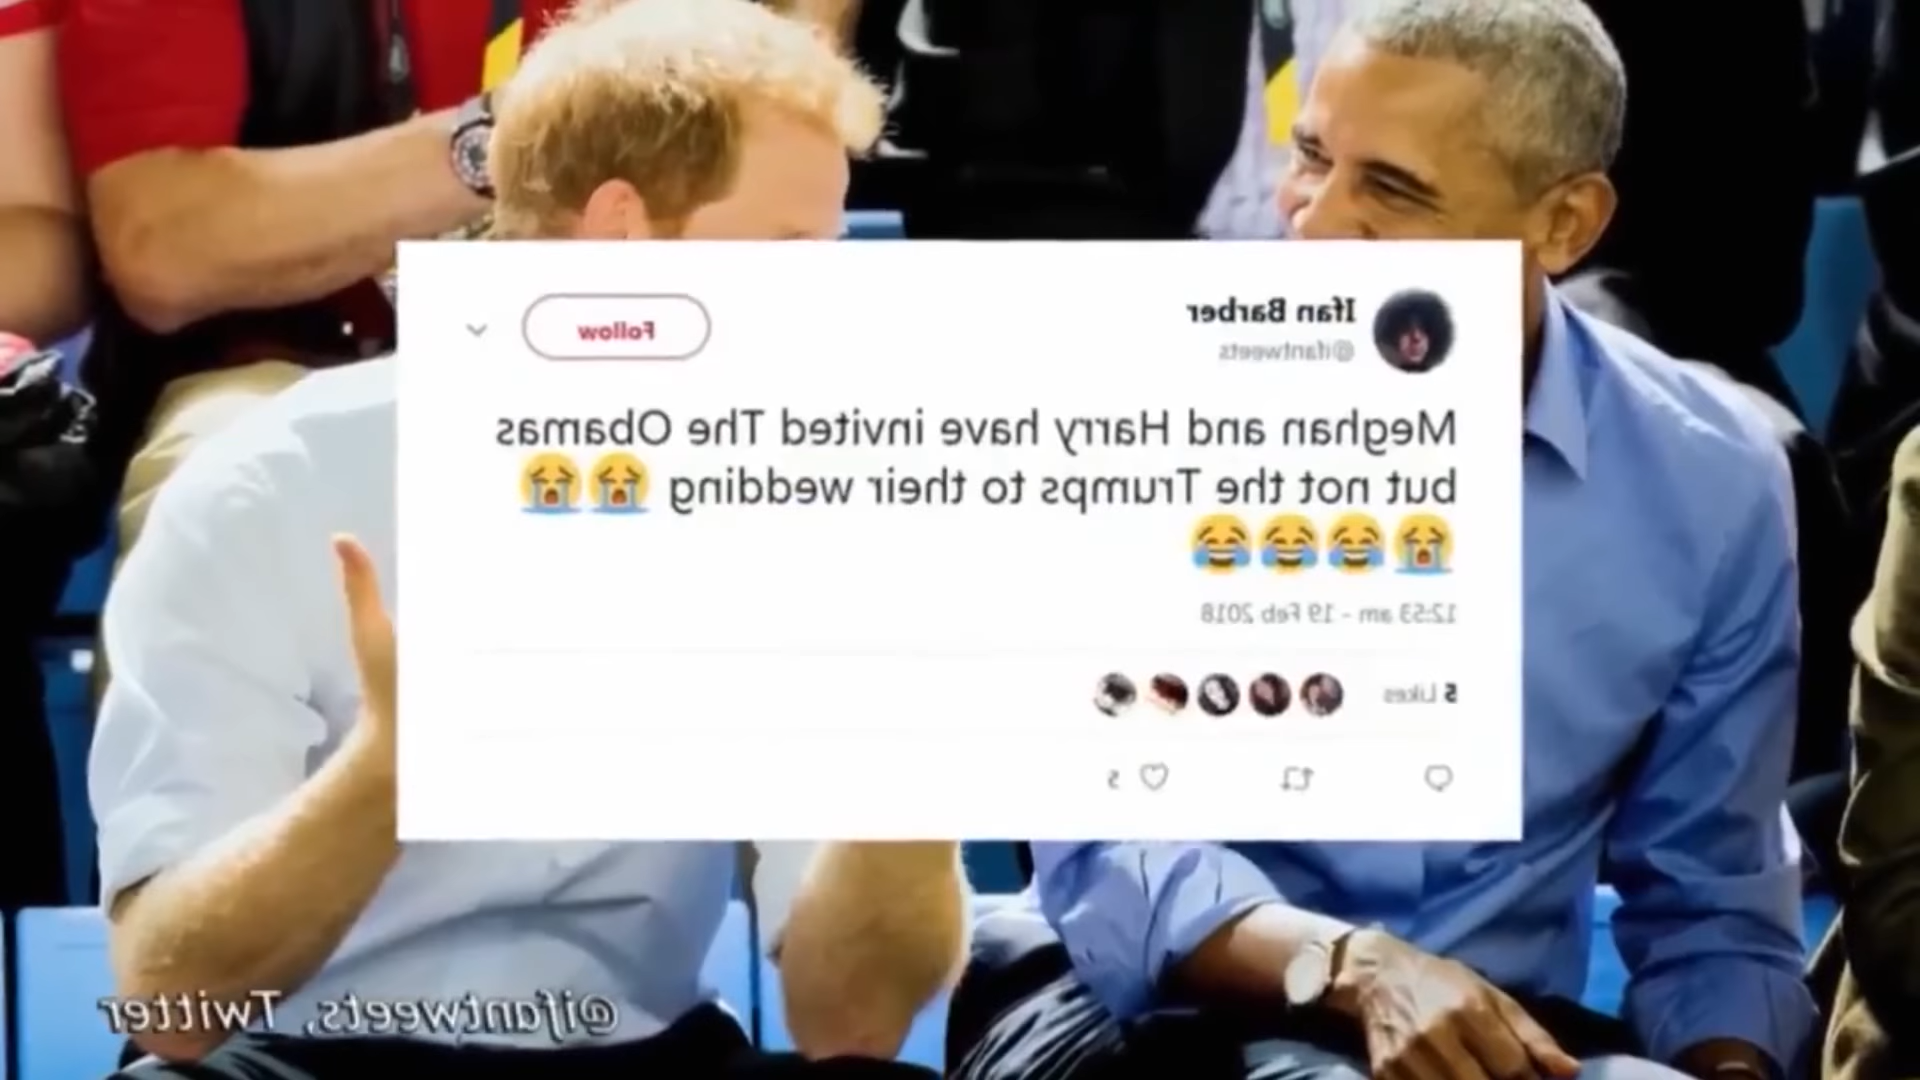 Ifan Barber
@ifantweets
Follow
Meghan and Harry have invited The Obamas
but not the Trumps to their wedding 😭😭
😭😂😂😂
12:53 am - 19 Feb 2018
5 Likes
5
@ifantweets, Twitter